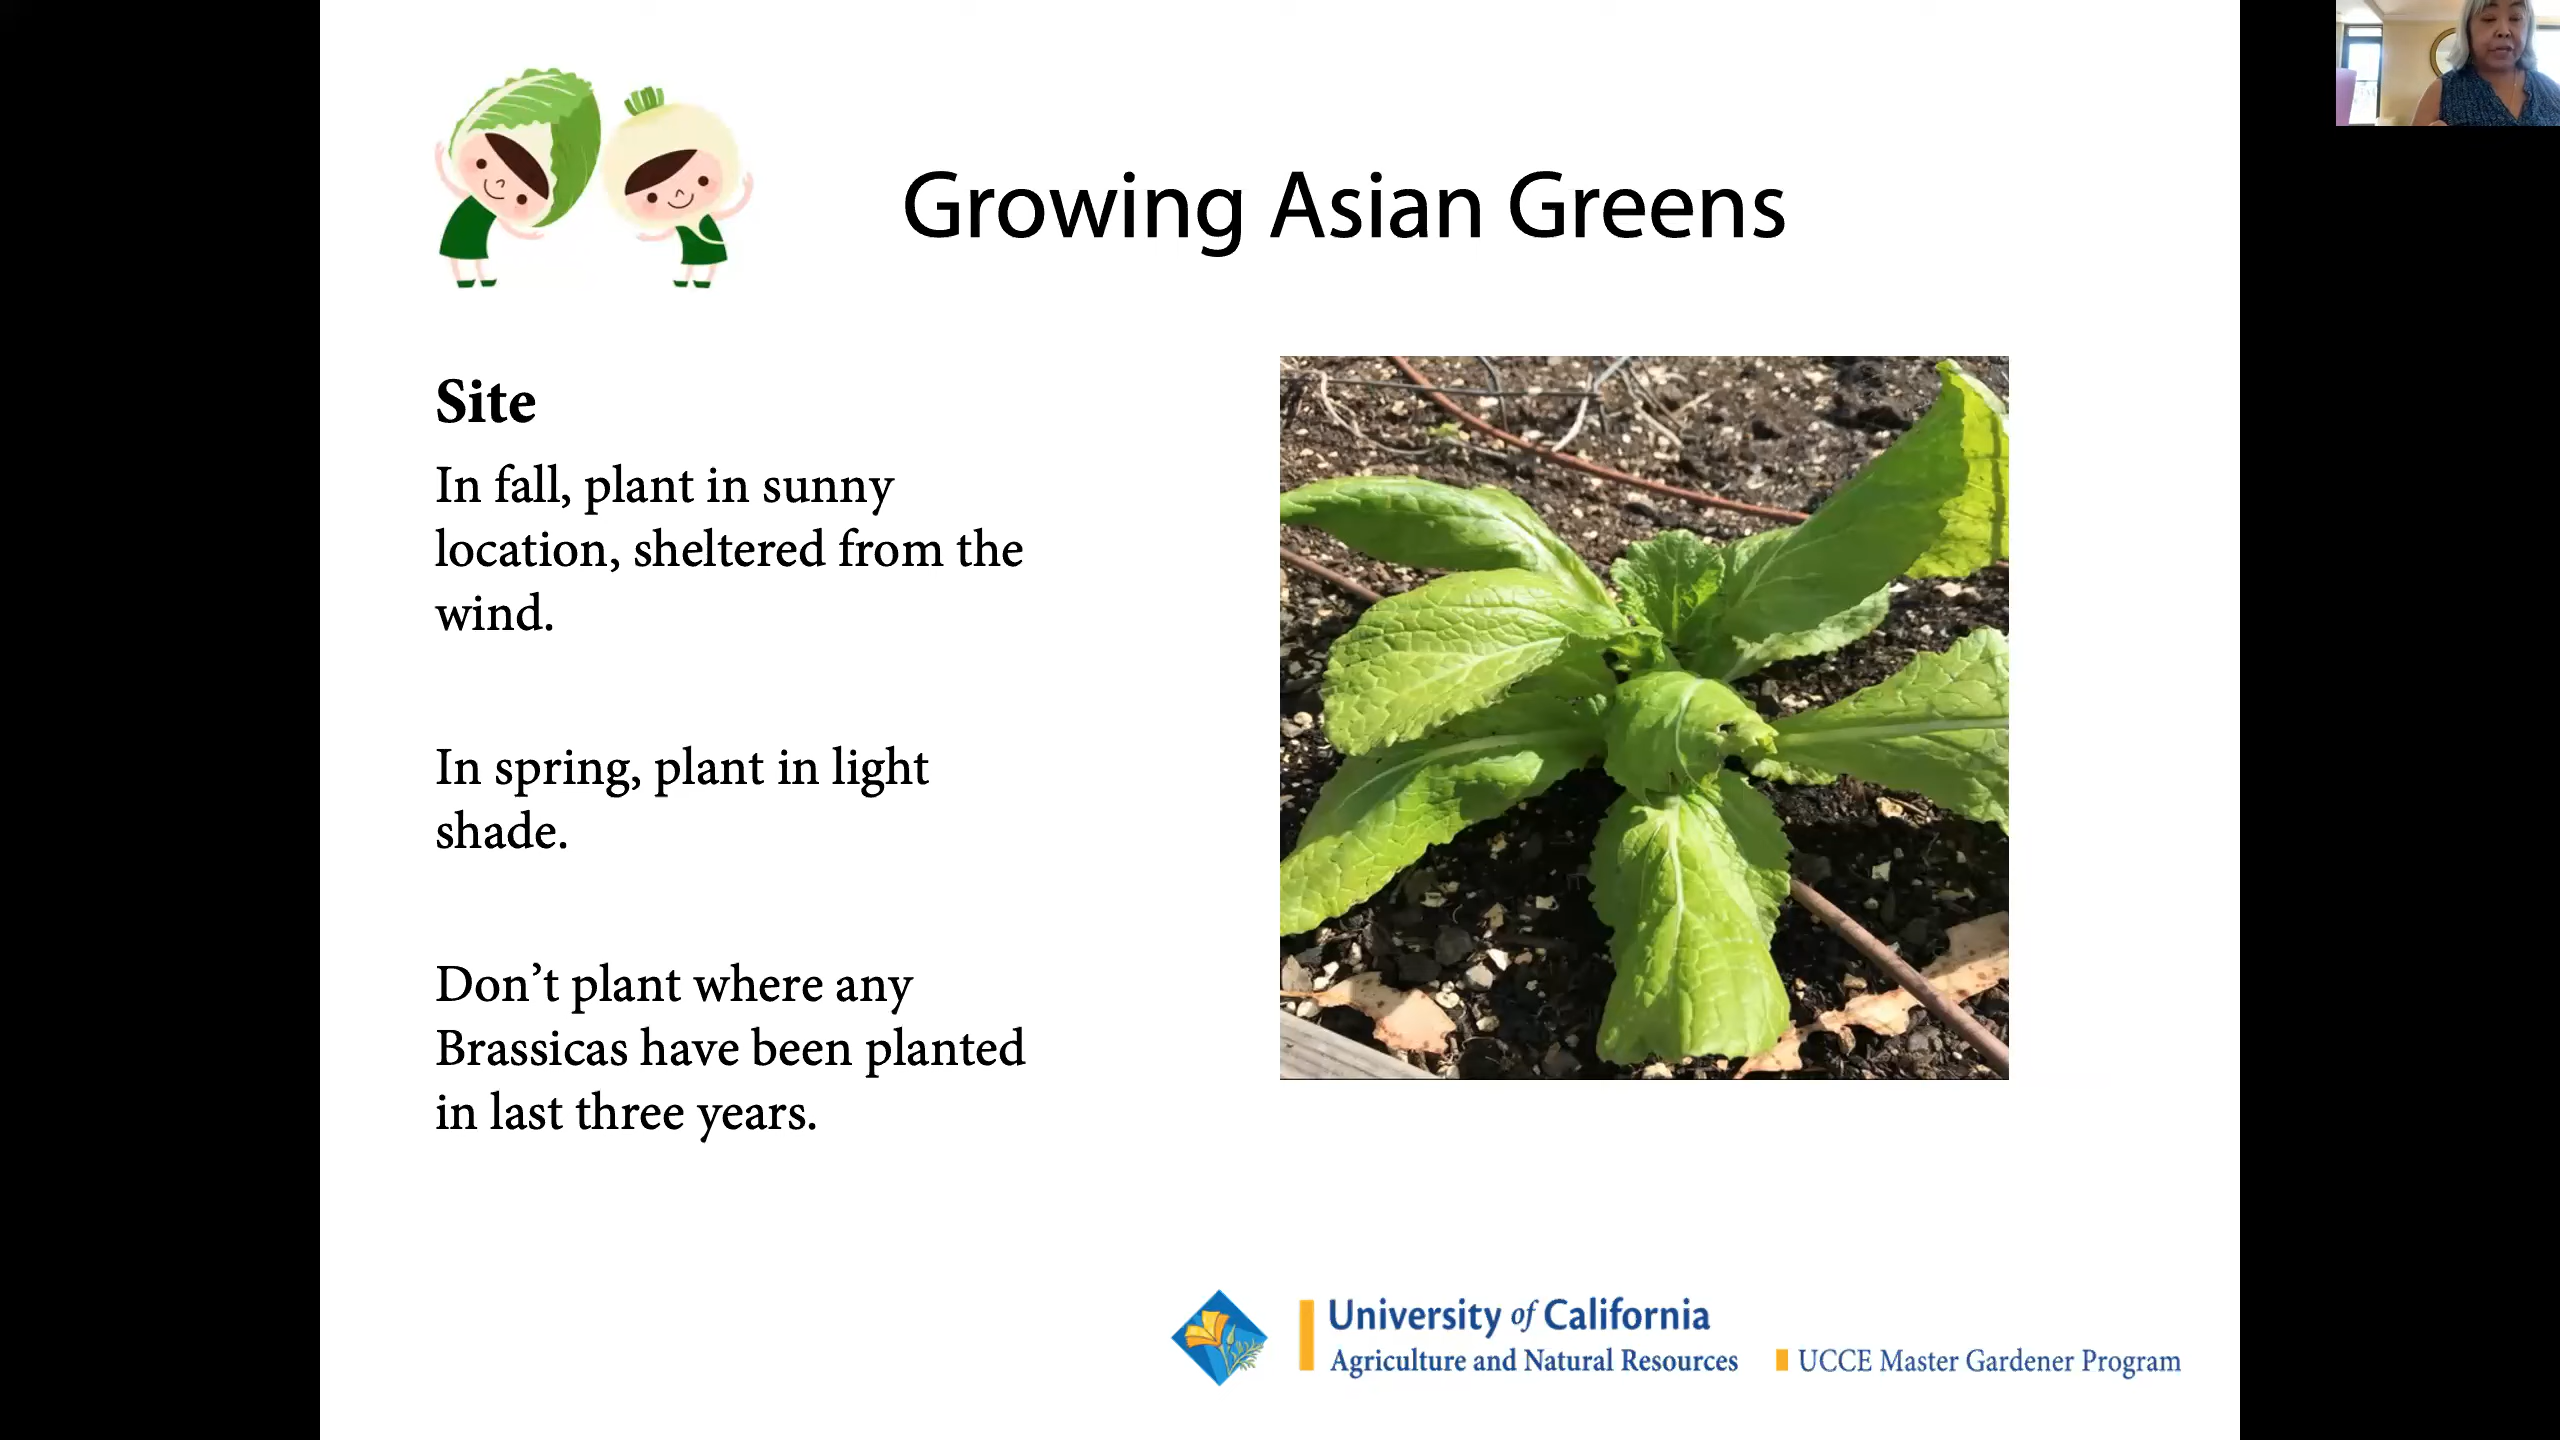 Growing Asian Greens
Site
In fall, plant in sunny
location, sheltered from the
wind.
In spring, plant in light
shade.
Don’t plant where any
Brassicas have been planted
in last three years.
University of California
Agriculture and Natural Resources
UCCE Master Gardener Program